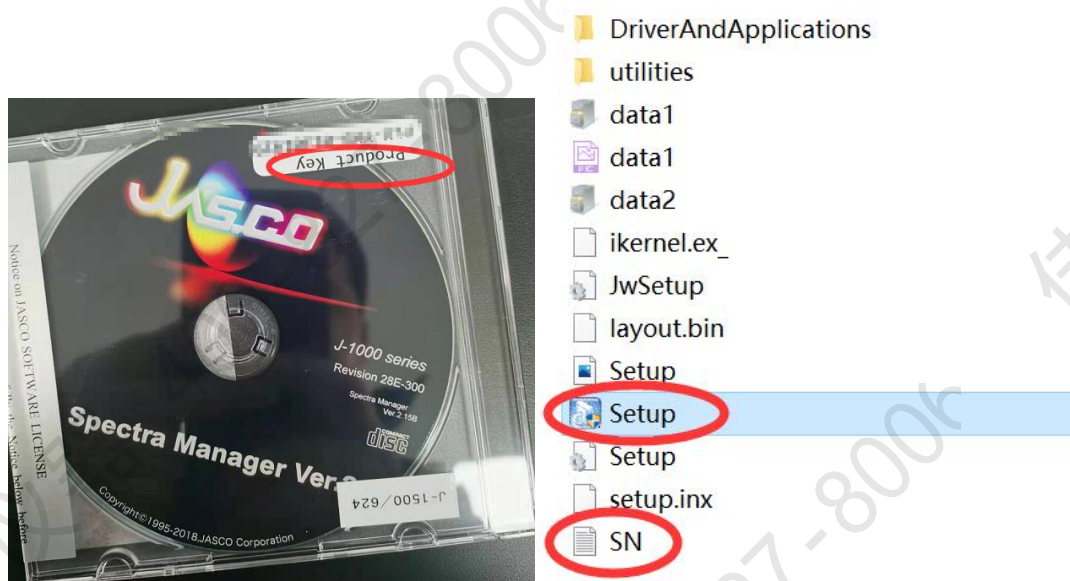 Product Key
JASCO
Notice on JASCO SOFTWARE LICENSE
J-1000 series
Revision 28E-300
Spectra Manager
Ver 2.15B
COMPACT
disc
Spectra Manager Ver.
J-1500/624
Copyright©1995-2018,JASCO Corporation
DriverAndApplications
utilities
data1
data1
data2
ikernel.ex_
JwSetup
layout.bin
Setup
Setup
Setup
setup.inx
SN